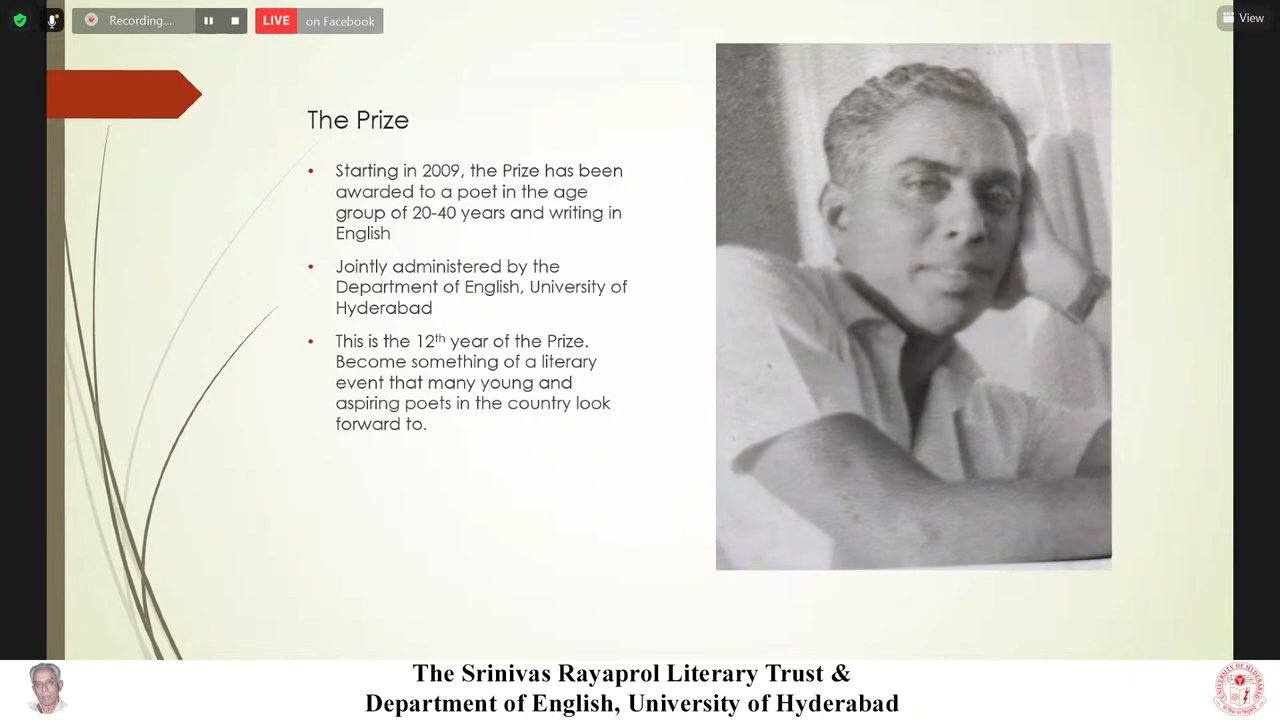 Recording...
LIVE on Facebook
View
The Prize
• Starting in 2009, the Prize has been
awarded to a poet in the age
group of 20-40 years and writing in
English
• Jointly administered by the
Department of English, University of
Hyderabad
• This is the 12th year of the Prize.
Become something of a literary
event that many young and
aspiring poets in the country look
forward to.
The Srinivas Rayaprol Literary Trust &
Department of English, University of Hyderabad
UNIVERSITY OF HYDERABAD